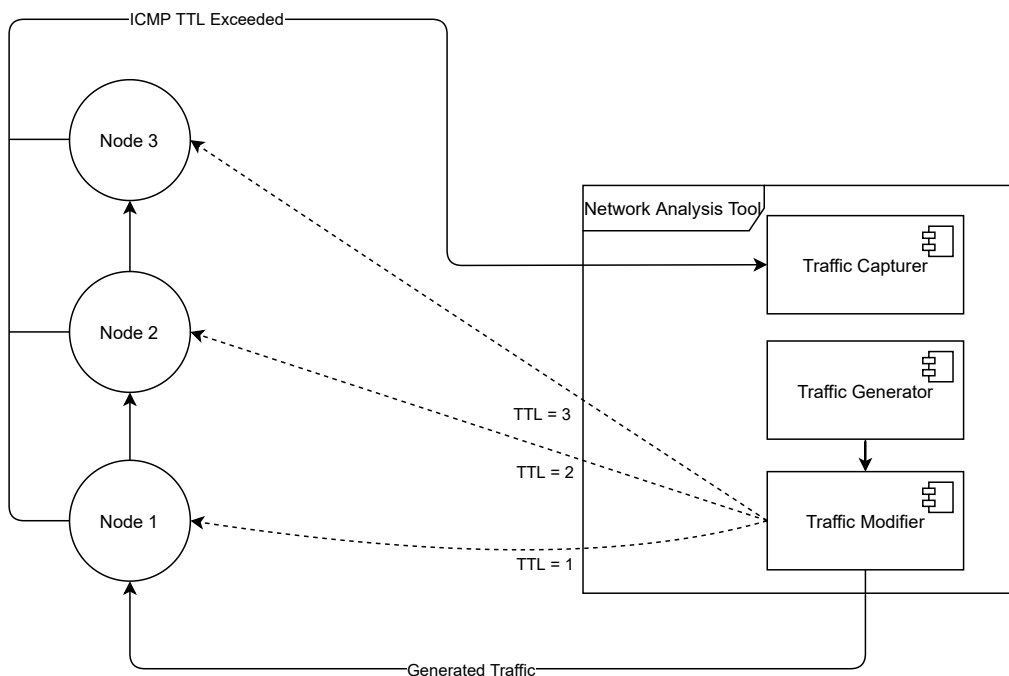 ICMP TTL Exceeded
Node 3
Network Analysis Tool
Traffic Capturer
Node 2
Traffic Generator
TTL = 3
TTL = 2
Node 1
Traffic Modifier
TTL = 1
Generated Traffic